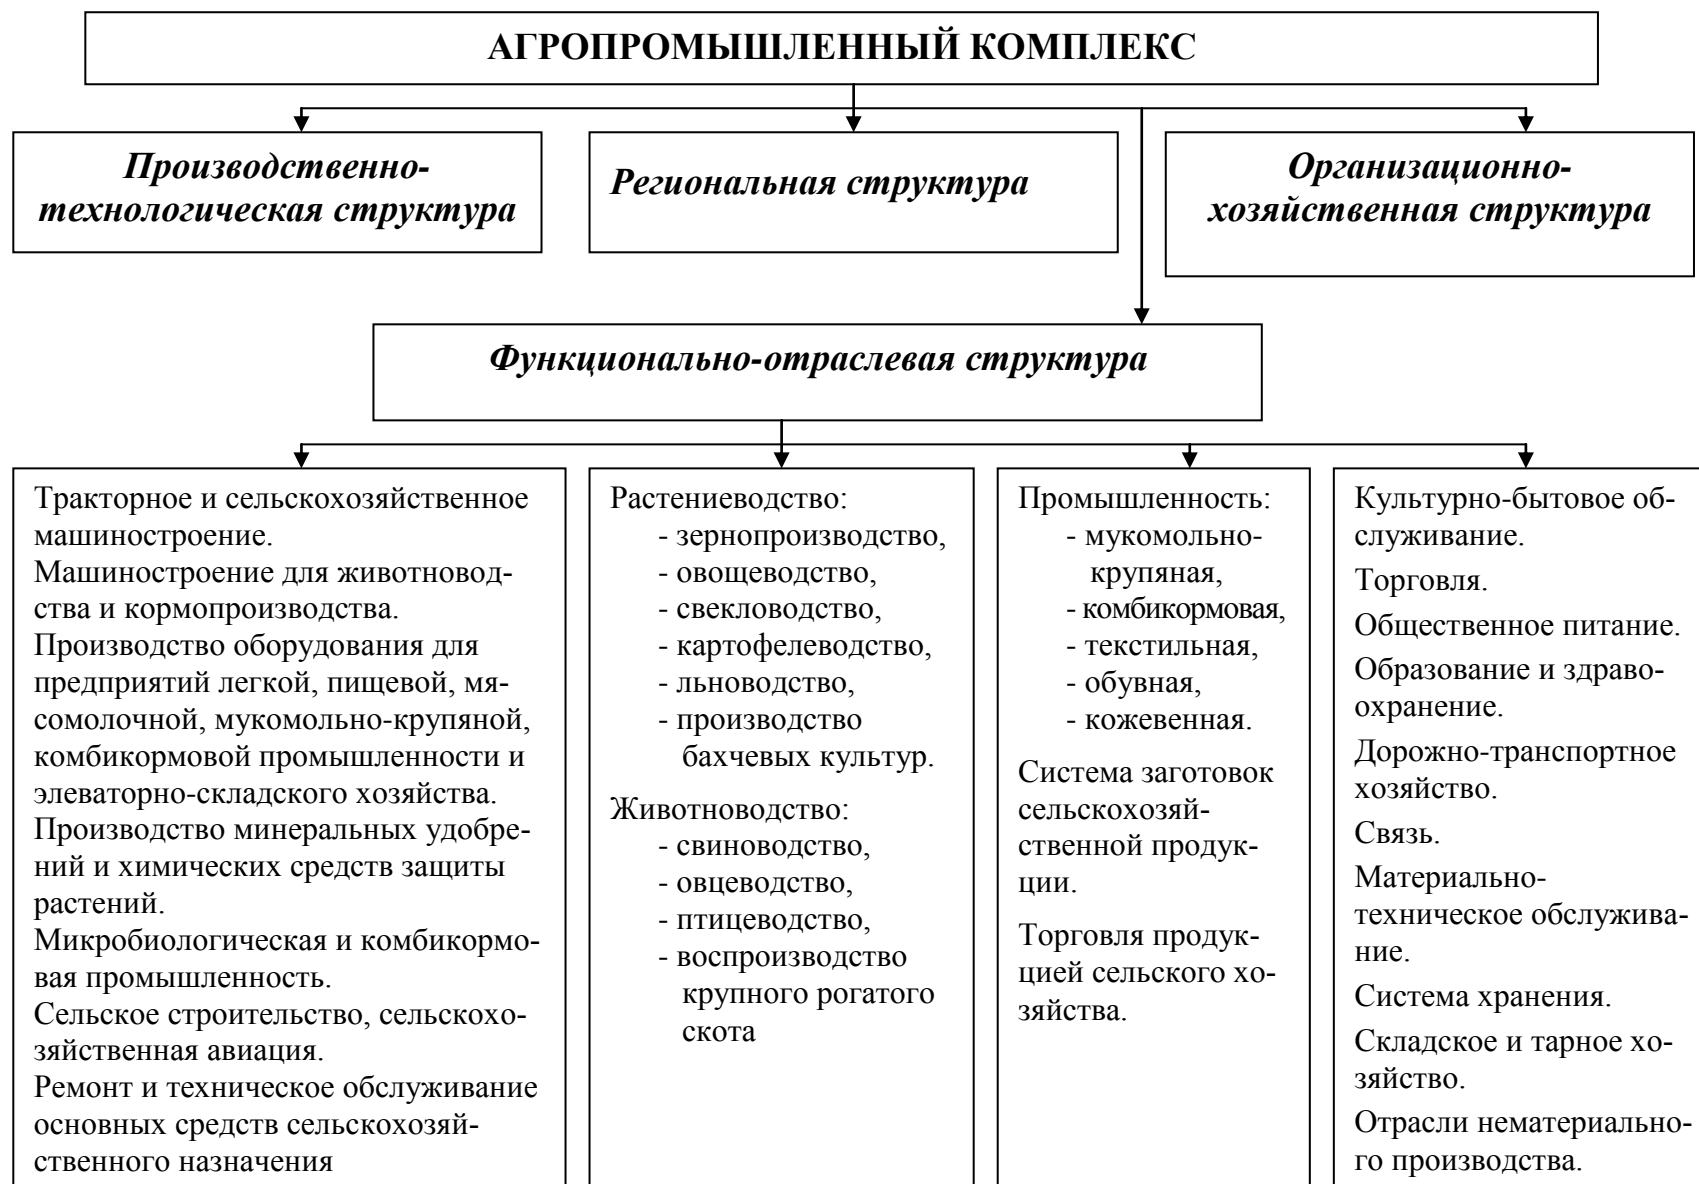 АГРОПРОМЫШЛЕННЫЙ КОМПЛЕКС
Производственно-
технологическая структура
Региональная структура
Организационно-
хозяйственная структура
Функционально-отраслевая структура
Тракторное и сельскохозяйственное
машиностроение.
Машиностроение для животновод-
ства и кормопроизводства.
Производство оборудования для
предприятий легкой, пищевой, мя-
сомолочной, мукомольно-крупяной,
комбикормовой промышленности и
элеваторно-складского хозяйства.
Производство минеральных удобре-
ний и химических средств защиты
растений.
Микробиологическая и комбикормо-
вая промышленность.
Сельское строительство, сельскохо-
зяйственная авиация.
Ремонт и техническое обслуживание
основных средств сельскохозяй-
ственного назначения
Растениеводство:
- зернопроизводство,
- овощеводство,
- свекловодство,
- картофелеводство,
- льноводство,
- производство
бахчевых культур.
Животноводство:
- свиноводство,
- овцеводство,
- птицеводство,
- воспроизводство
крупного рогатого
скота
Промышленность:
- мукомольно-
крупяная,
- комбикормовая,
- текстильная,
- обувная,
- кожевенная.
Система заготовок
сельскохозяй-
ственной продук-
ции.
Торговля продук-
цией сельского хо-
зяйства.
Культурно-бытовое об-
служивание.
Торговля.
Общественное питание.
Образование и здраво-
охранение.
Дорожно-транспортное
хозяйство.
Связь.
Материально-
техническое обслужива-
ние.
Система хранения.
Складское и тарное хо-
зяйство.
Отрасли нематериально-
го производства.